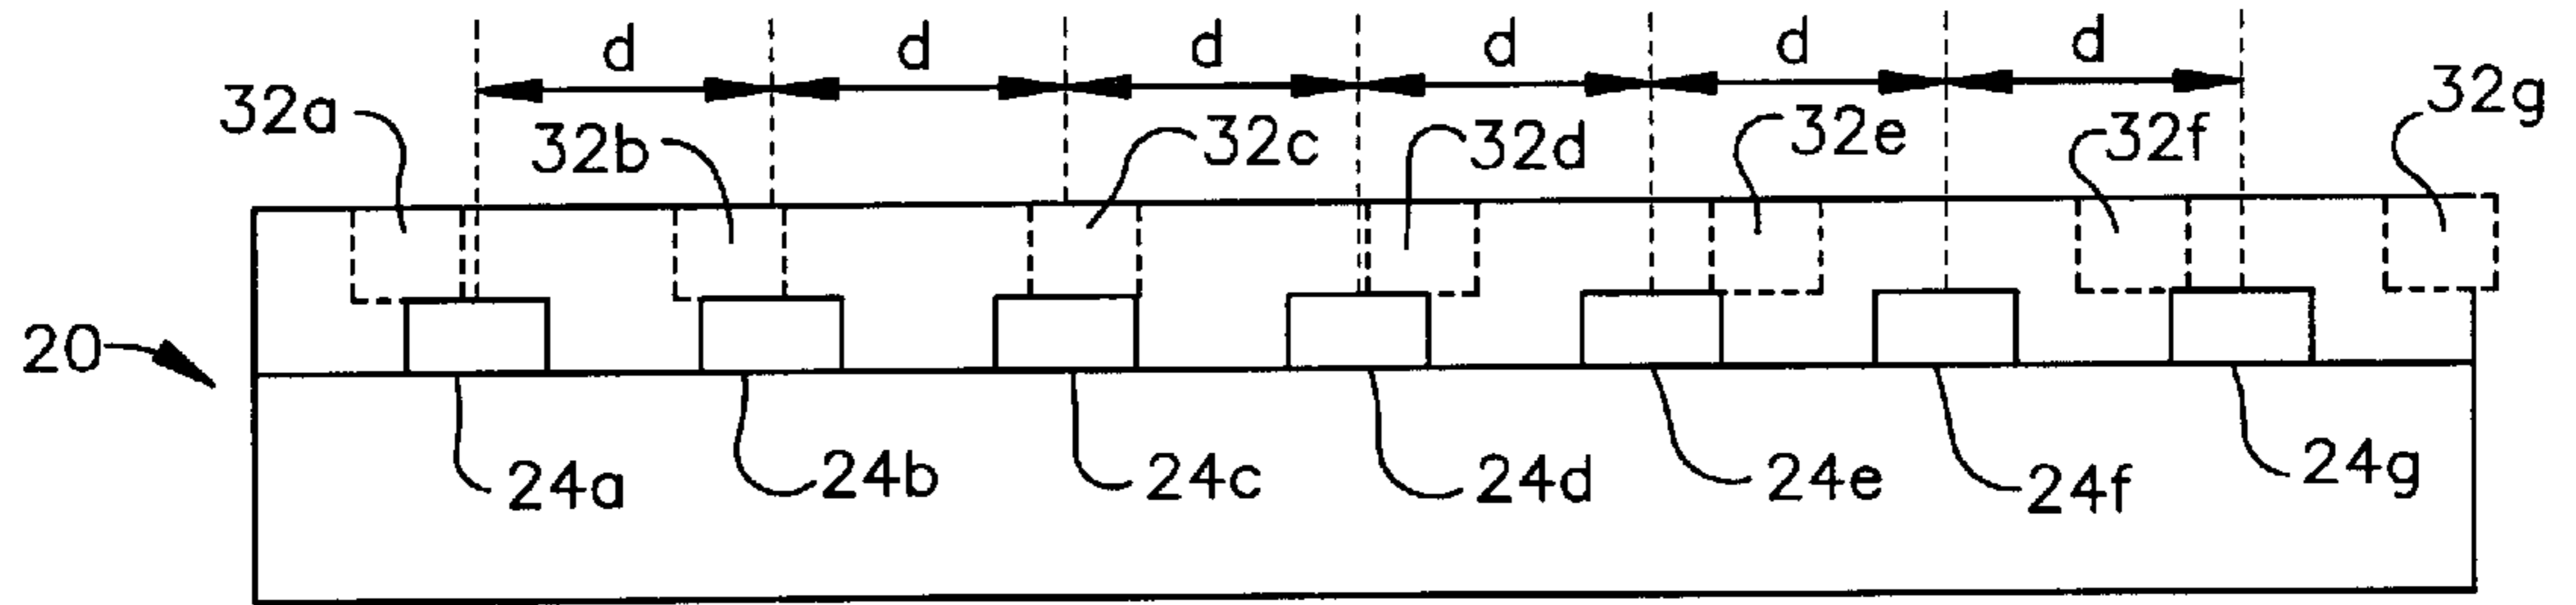 d d d d d d
32a 32b 32c 32d 32e 32f 32g
20
24a 24b 24c 24d 24e 24f 24g